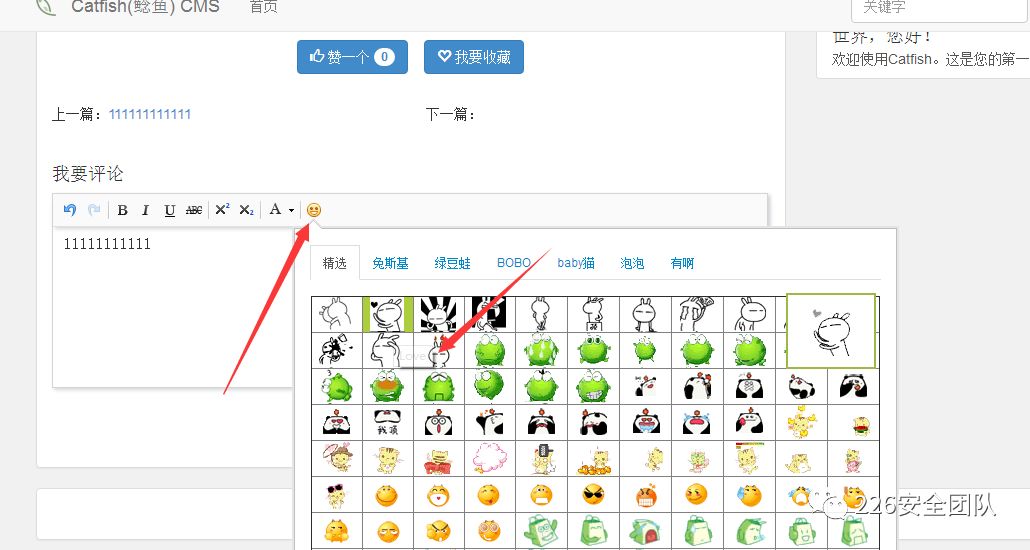 Catfish(鲶鱼) CMS 首页
关键字
世界，您好！
欢迎使用Catfish。这是您的第一
赞一个 0
我要收藏
上一篇：111111111111
下一篇：
我要评论
B I U ABC X² X₂ A
11111111111
精选 兔斯基 绿豆蛙 BOBO baby猫 泡泡 有啊
Love
我顶
226安全团队